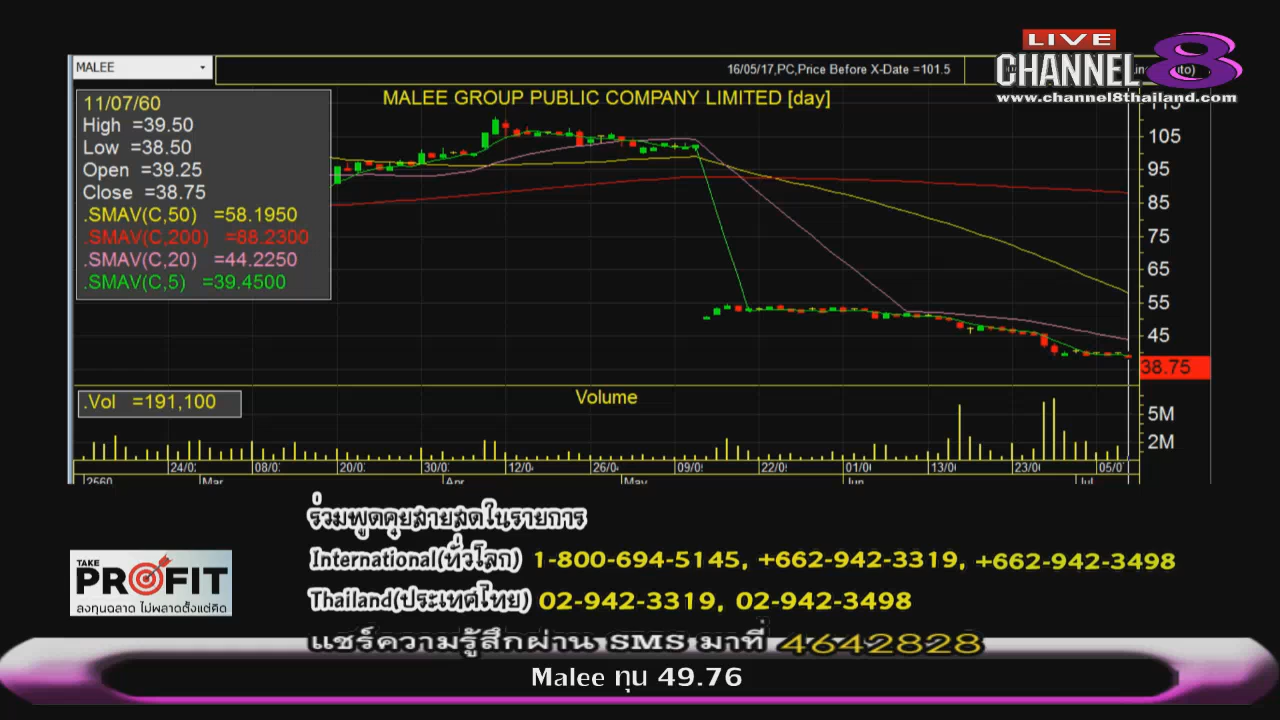 MALEE
16/05/17,PC,Price Before X-Date =101.5
LIVE
CHANNEL 8
www.channel8thailand.com
MALEE GROUP PUBLIC COMPANY LIMITED [day]
11/07/60
High =39.50
Low =38.50
Open =39.25
Close =38.75
.SMAV(C,50) =58.1950
.SMAV(C,200) =88.2300
.SMAV(C,20) =44.2250
.SMAV(C,5) =39.4500
115
105
95
85
75
65
55
45
38.75
.Vol =191,100
Volume
5M
2M
24/02 08/0 20/0 30/0 12/0 26/0 09/0 22/0 01/0 13/0 23/0 05/0
2560 Mar Apr May Jun Jul
ร่วมพูดคุยสายสดในรายการ
International(ทั่วโลก) 1-800-694-5145, +662-942-3319, +662-942-3498
Thailand(ประเทศไทย) 02-942-3319, 02-942-3498
แชร์ความรู้สึกผ่าน SMS มาที่ 4642828
TAKE
PROFIT
ลงทุนฉลาด ไม่พลาดตั้งแต่คิด
Malee ทุน 49.76